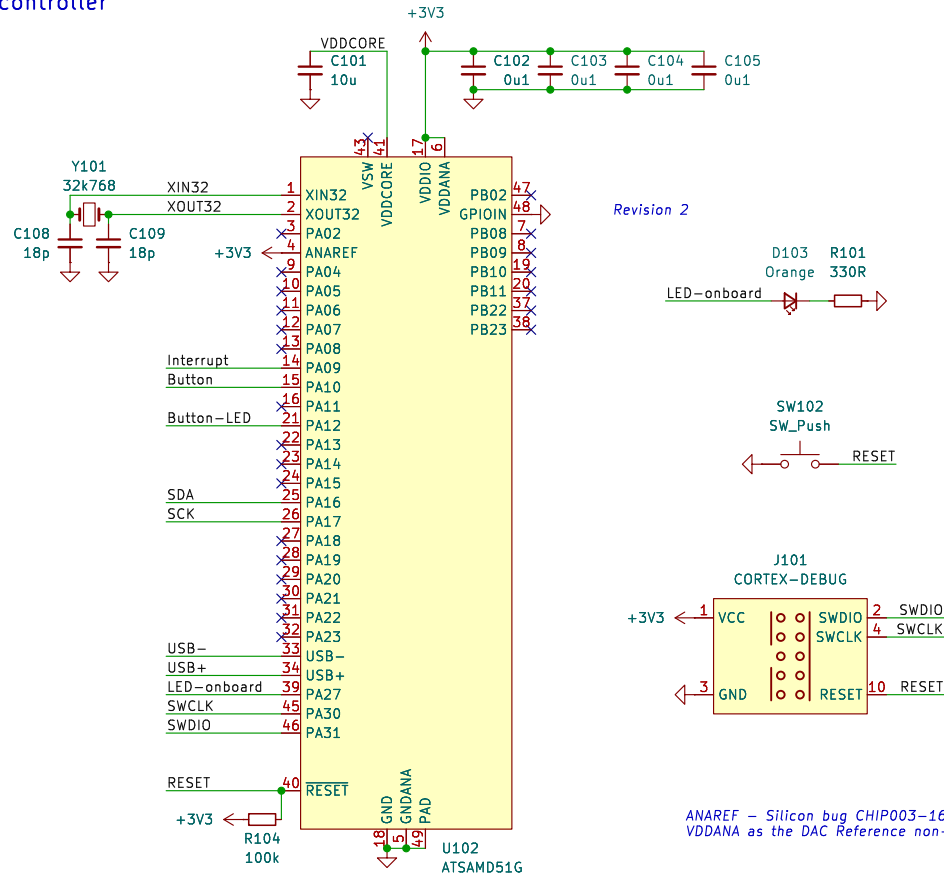 controller
+3V3
VDDCORE
C101
10u
C102
0u1
C103
0u1
C104
0u1
C105
0u1
43
41
17
6
VSW
VDDCORE
VDDIO
VDDANA
Y101
32k768
XIN32
XOUT32
C108
18p
C109
18p
+3V3
1
XIN32
2
XOUT32
3
PA02
4
ANAREF
9
PA04
10
PA05
11
PA06
12
PA07
13
PA08
Interrupt
14
PA09
Button
15
PA10
16
PA11
Button-LED
21
PA12
22
PA13
23
PA14
24
PA15
SDA
25
PA16
SCK
26
PA17
27
PA18
28
PA19
29
PA20
30
PA21
31
PA22
32
PA23
USB-
33
USB-
USB+
34
USB+
LED-onboard
39
PA27
SWCLK
45
PA30
SWDIO
46
PA31
RESET
40
RESET
+3V3
R104
100k
PB02
47
GPIOIN
48
PB08
7
PB09
8
PB10
19
PB11
20
PB22
37
PB23
38
GND
GNDANA
PAD
18
5
49
U102
ATSAMD51G
Revision 2
D103
Orange
R101
330R
LED-onboard
SW102
SW_Push
RESET
J101
CORTEX-DEBUG
+3V3
1
VCC
SWDIO
2
SWDIO
SWCLK
4
SWCLK
3
GND
RESET
10
RESET
ANAREF - Silicon bug CHIP003-16
VDDANA as the DAC Reference non-